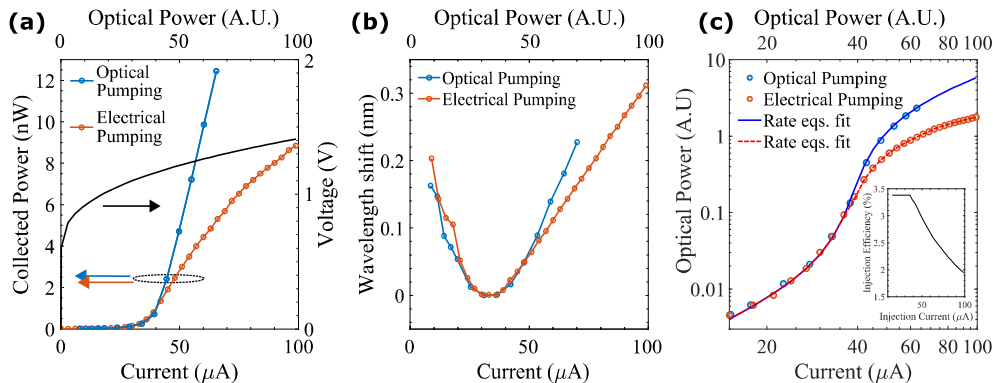 (a)
Optical Power (A.U.)
0 50 100
Collected Power (nW)
12
10
8
6
4
2
0
Optical
Pumping
Electrical
Pumping
2
1
0
Voltage (V)
0 50 100
Current (μA)
(b)
Optical Power (A.U.)
0 50 100
Wavelength shift (nm)
0.3
0.2
0.1
0
Optical Pumping
Electrical Pumping
0 50 100
Current (μA)
(c)
Optical Power (A.U.)
20 40 60 80 100
Optical Power (A.U)
10
1
0.1
0.01
Optical Pumping
Electrical Pumping
Rate eqs. fit
Rate eqs. fit
Injection Efficiency (%)
3.5
3
2.5
2
1.5
50 100
Injection Current (μA)
20 40 60 80 100
Current (μA)